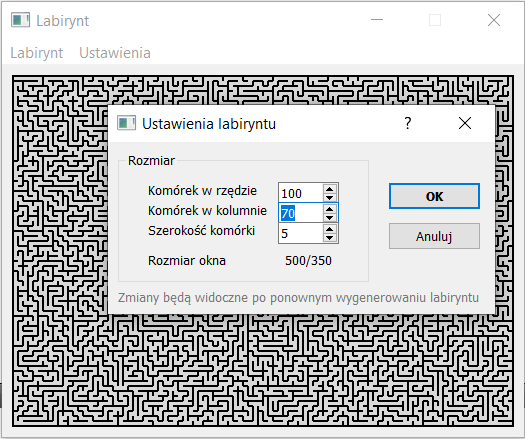 Labirynt
Labirynt Ustawienia
Ustawienia labiryntu ?
Rozmiar
Komórek w rzędzie 100
Komórek w kolumnie 70
Szerokość komórki 5
Rozmiar okna 500/350
OK
Anuluj
Zmiany będą widoczne po ponownym wygenerowaniu labiryntu